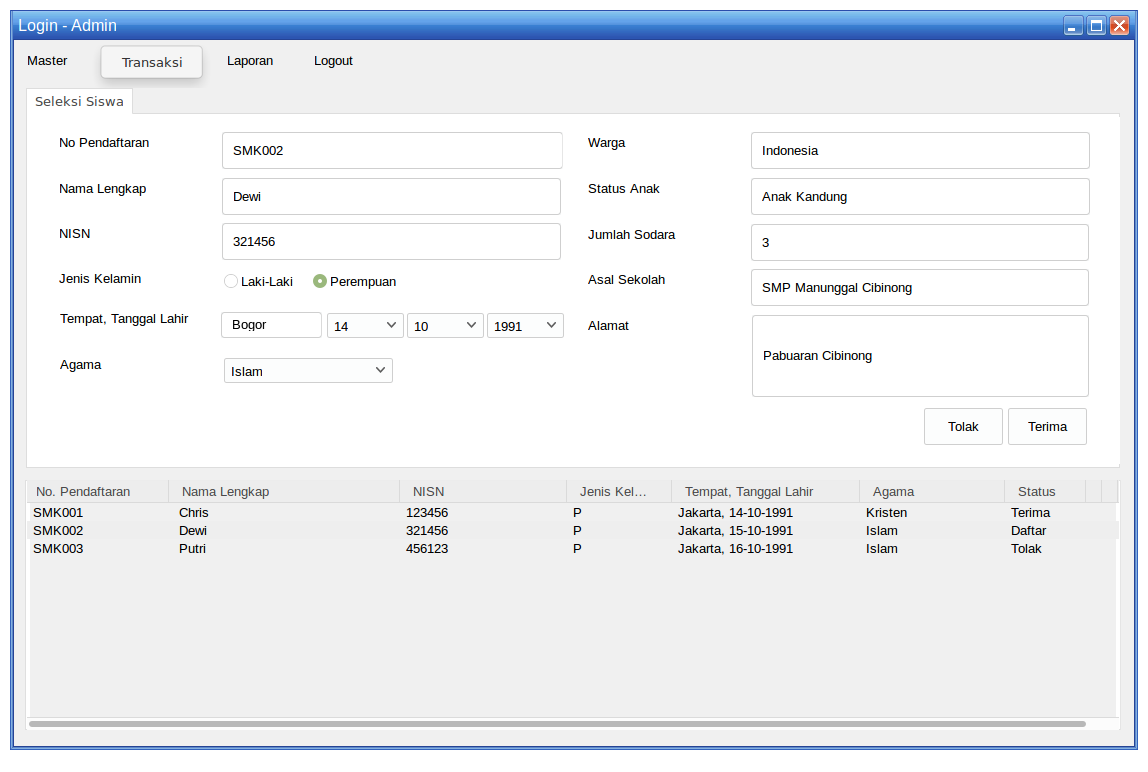 Login - Admin
Master Transaksi Laporan Logout
Seleksi Siswa
No Pendaftaran SMK002
Nama Lengkap Dewi
NISN 321456
Jenis Kelamin Laki-Laki Perempuan
Tempat, Tanggal Lahir Bogor 14 10 1991
Agama Islam
Warga Indonesia
Status Anak Anak Kandung
Jumlah Sodara 3
Asal Sekolah SMP Manunggal Cibinong
Alamat Pabuaran Cibinong
Tolak Terima
No. Pendaftaran Nama Lengkap NISN Jenis Kel... Tempat, Tanggal Lahir Agama Status
SMK001 Chris 123456 P Jakarta, 14-10-1991 Kristen Terima
SMK002 Dewi 321456 P Jakarta, 15-10-1991 Islam Daftar
SMK003 Putri 456123 P Jakarta, 16-10-1991 Islam Tolak